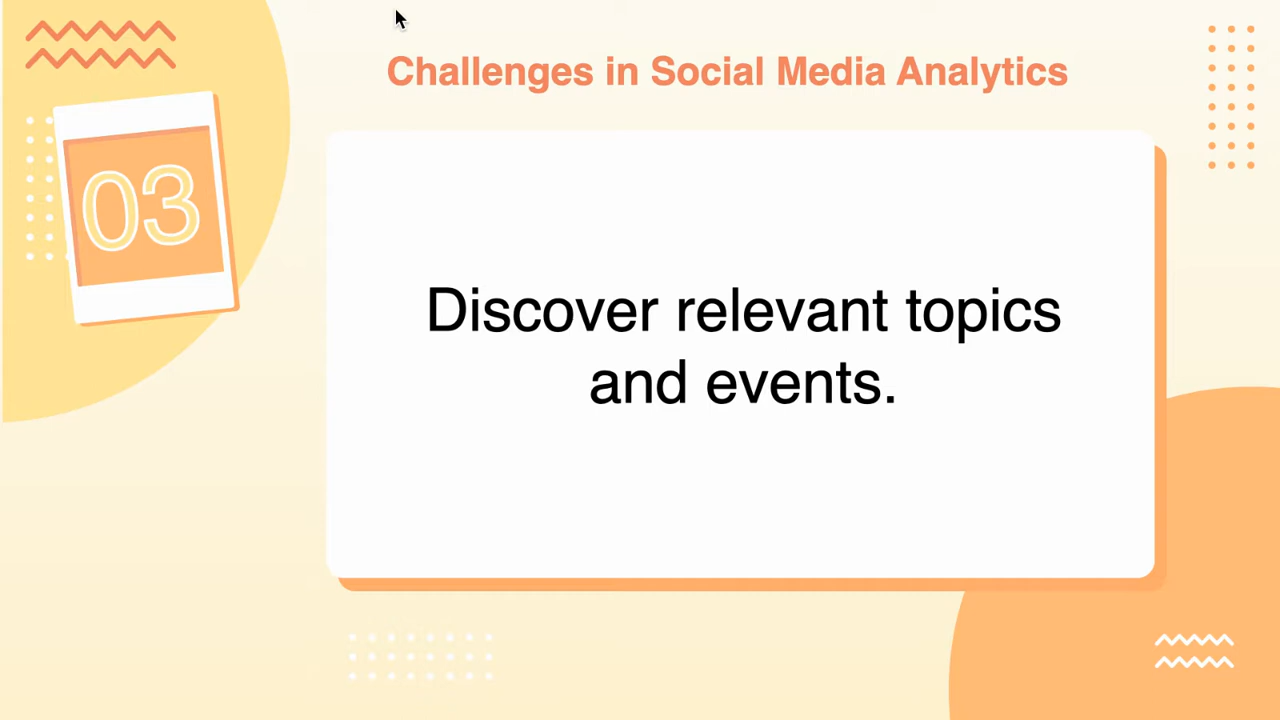 Challenges in Social Media Analytics
03
Discover relevant topics
and events.